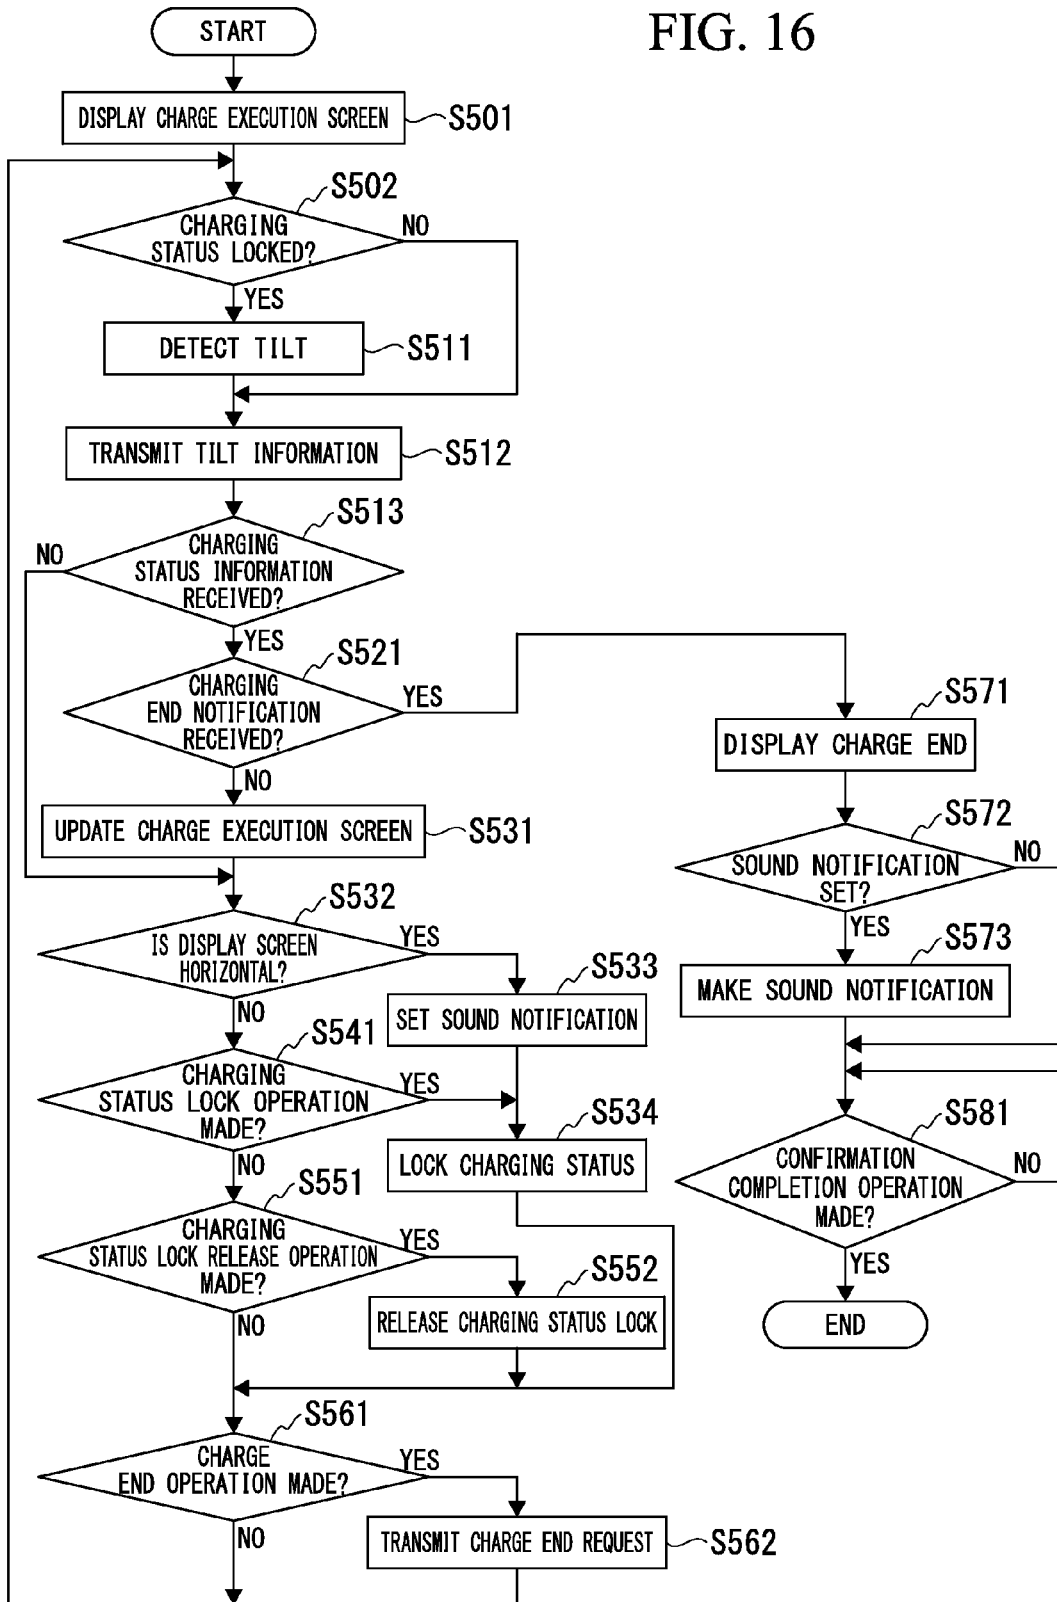 FIG. 16
START
DISPLAY CHARGE EXECUTION SCREEN
S501
S502
CHARGING
STATUS LOCKED?
NO
YES
DETECT TILT
S511
TRANSMIT TILT INFORMATION
S512
S513
CHARGING
STATUS INFORMATION
RECEIVED?
NO
YES
S521
CHARGING
END NOTIFICATION
RECEIVED?
YES
NO
UPDATE CHARGE EXECUTION SCREEN
S531
S532
IS DISPLAY SCREEN
HORIZONTAL?
YES
NO
S533
SET SOUND NOTIFICATION
S541
CHARGING
STATUS LOCK OPERATION
MADE?
YES
NO
S534
LOCK CHARGING STATUS
S551
CHARGING
STATUS LOCK RELEASE OPERATION
MADE?
YES
NO
S552
RELEASE CHARGING STATUS LOCK
S561
CHARGE
END OPERATION MADE?
YES
NO
TRANSMIT CHARGE END REQUEST
S562
S571
DISPLAY CHARGE END
S572
SOUND NOTIFICATION
SET?
NO
YES
S573
MAKE SOUND NOTIFICATION
S581
CONFIRMATION
COMPLETION OPERATION
MADE?
NO
YES
END